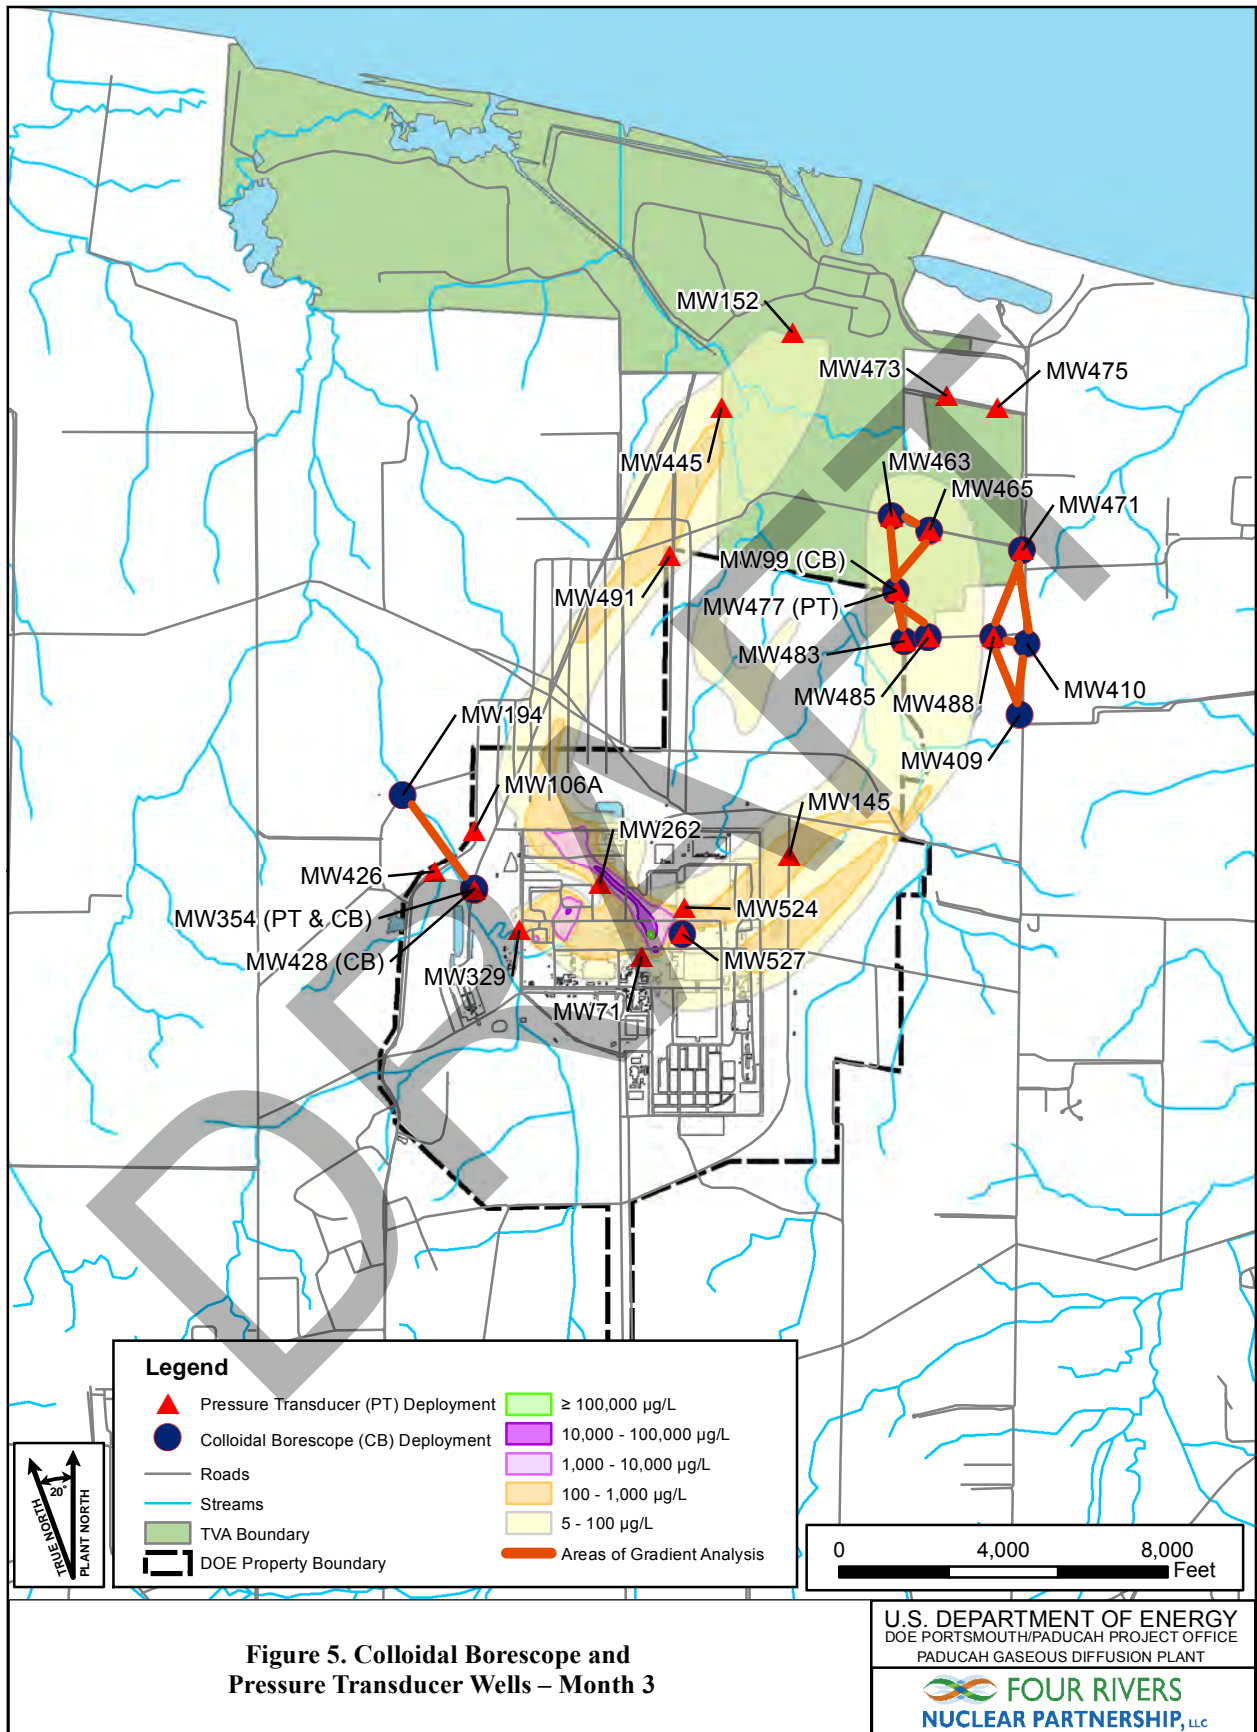 MW152
MW473
MW475
MW445
MW463
MW465
MW471
MW99 (CB)
MW491
MW477 (PT)
MW483
MW485
MW488
MW410
MW194
MW409
MW106A
MW145
MW262
MW426
MW354 (PT & CB)
MW524
MW428 (CB)
MW329
MW527
MW71
DRAFT
Legend
Pressure Transducer (PT) Deployment
Colloidal Borescope (CB) Deployment
Roads
Streams
TVA Boundary
DOE Property Boundary
≥ 100,000 µg/L
10,000 - 100,000 µg/L
1,000 - 10,000 µg/L
100 - 1,000 µg/L
5 - 100 µg/L
Areas of Gradient Analysis
20°
TRUE NORTH
PLANT NORTH
0 4,000 8,000
Feet
Figure 5. Colloidal Borescope and
Pressure Transducer Wells – Month 3
U.S. DEPARTMENT OF ENERGY
DOE PORTSMOUTH/PADUCAH PROJECT OFFICE
PADUCAH GASEOUS DIFFUSION PLANT
FOUR RIVERS
NUCLEAR PARTNERSHIP, LLC